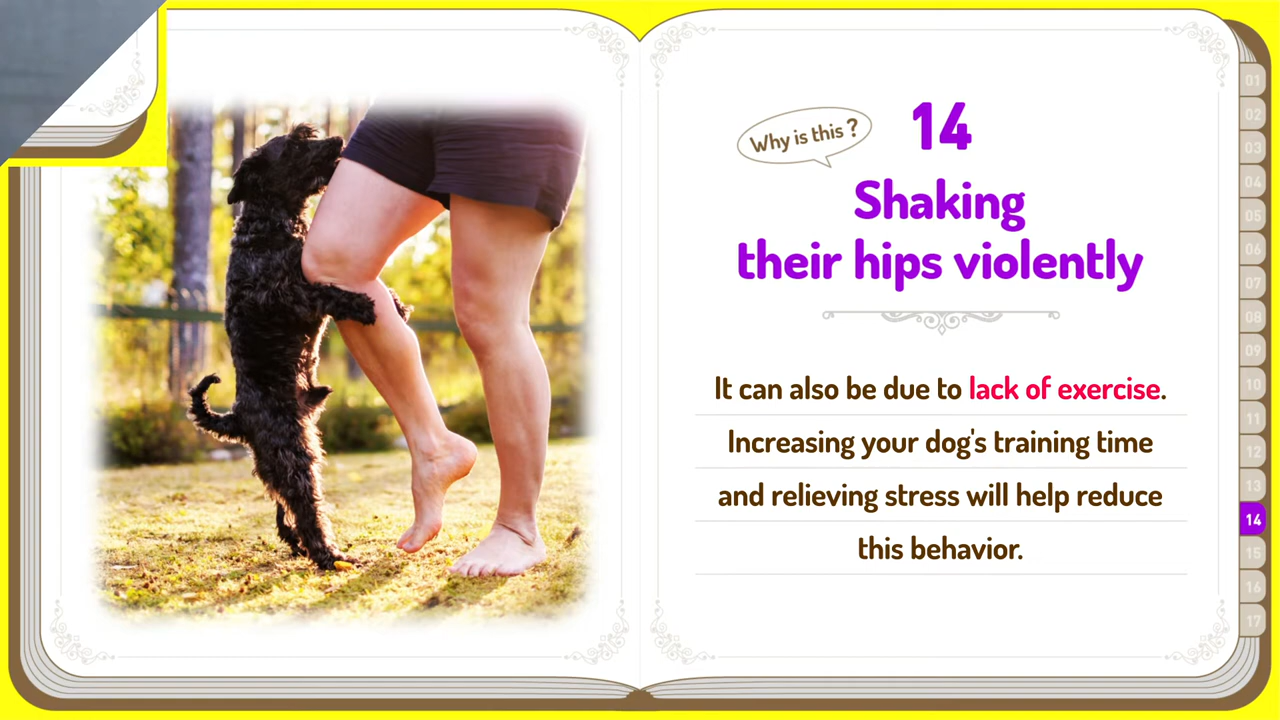 Why is this ?
14
Shaking
their hips violently
It can also be due to lack of exercise.
Increasing your dog's training time
and relieving stress will help reduce
this behavior.
01
02
03
04
05
06
07
08
09
10
11
12
13
14
15
16
17